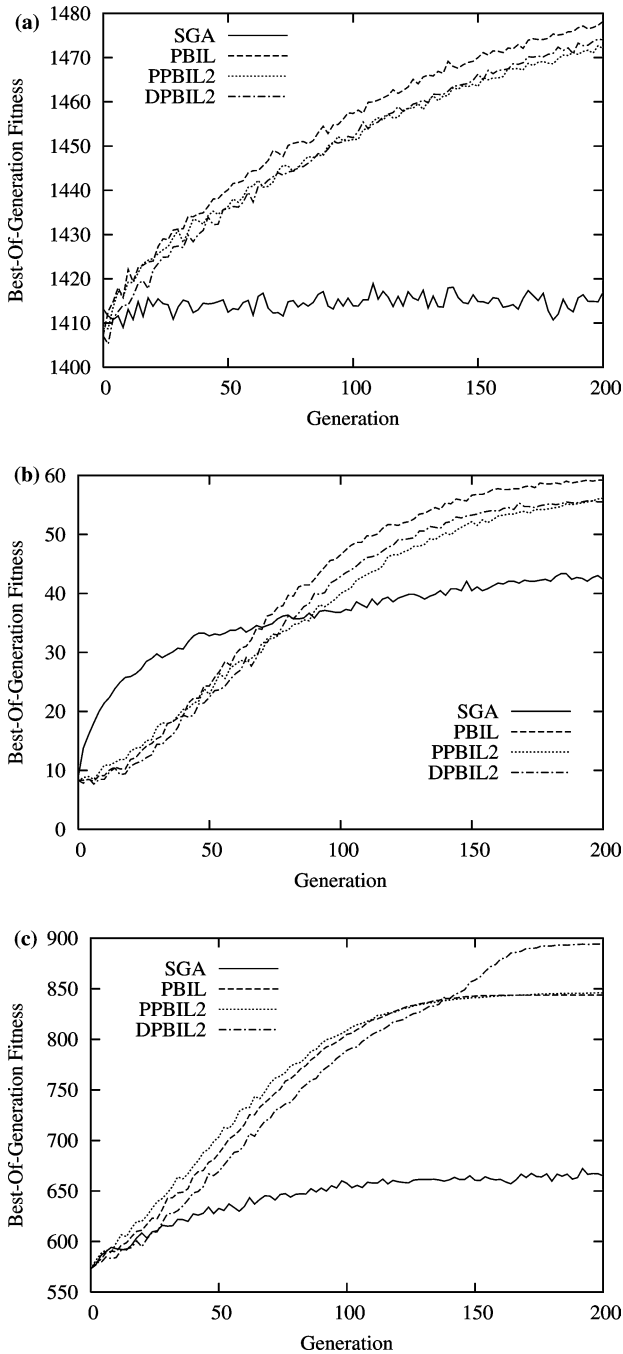 (a)
1480
1470
1460
1450
1440
1430
1420
1410
1400
Best-Of-Generation Fitness
SGA
PBIL
PPBIL2
DPBIL2
0
50
100
150
200
Generation
(b)
60
50
40
30
20
10
0
Best-Of-Generation Fitness
SGA
PBIL
PPBIL2
DPBIL2
0
50
100
150
200
Generation
(c)
900
850
800
750
700
650
600
550
Best-Of-Generation Fitness
SGA
PBIL
PPBIL2
DPBIL2
0
50
100
150
200
Generation